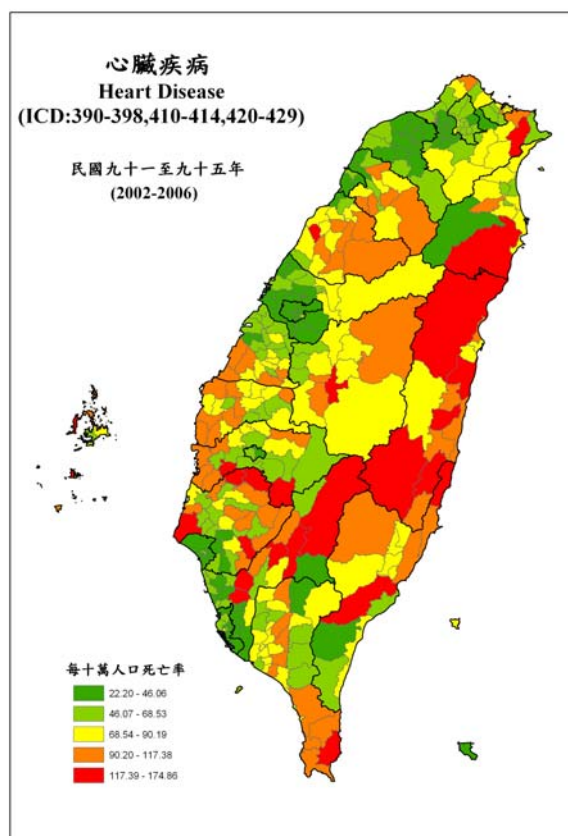 心臟疾病
Heart Disease
(ICD:390-398,410-414,420-429)
民國九十一至九十五年
(2002-2006)
每十萬人口死亡率
22.20 - 46.06
46.07 - 68.53
68.54 - 90.19
90.20 - 117.38
117.39 - 174.86